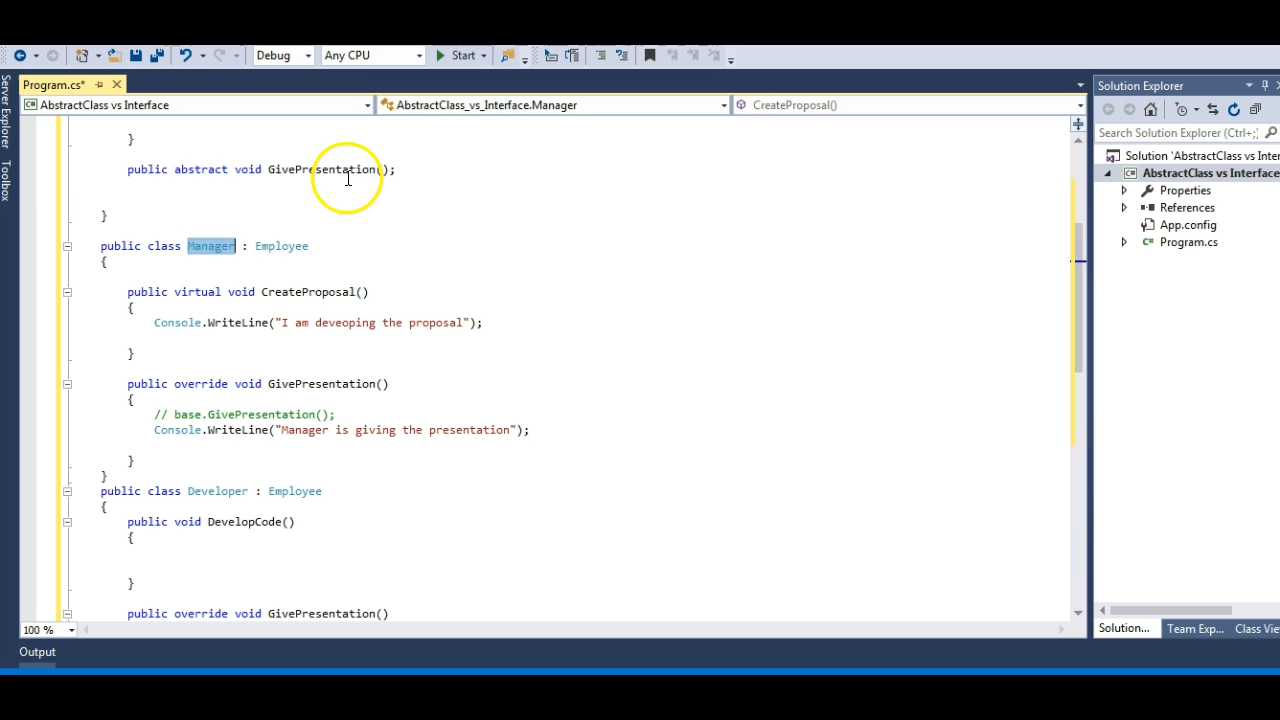 Debug
Any CPU
Start
Program.cs*
Solution Explorer
AbstractClass vs Interface
AbstractClass_vs_Interface.Manager
CreateProposal()
Search Solution Explorer (Ctrl+;)
Solution 'AbstractClass vs Inter
AbstractClass vs Interface
Properties
References
App.config
Program.cs
}
public abstract void GivePresentation();
}
public class Manager : Employee
{
public virtual void CreateProposal()
{
Console.WriteLine("I am deveoping the proposal");
}
public override void GivePresentation()
{
// base.GivePresentation();
Console.WriteLine("Manager is giving the presentation");
}
}
public class Developer : Employee
{
public void DevelopCode()
{
}
public override void GivePresentation()
100 %
Solution...
Team Exp...
Class Vie
Output
Server Explorer
Toolbox